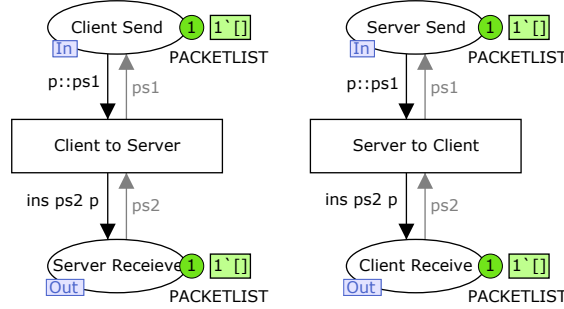 Client Send
1
1`[]
In
PACKETLIST
p::ps1
ps1
Client to Server
ins ps2 p
ps2
Server Receieve
1
1`[]
Out
PACKETLIST
Server Send
1
1`[]
In
PACKETLIST
p::ps1
ps1
Server to Client
ins ps2 p
ps2
Client Receive
1
1`[]
Out
PACKETLIST